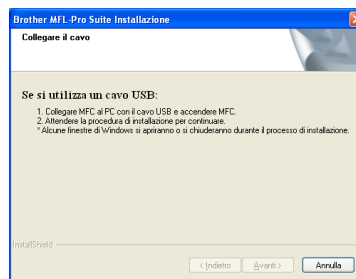 Brother MFL-Pro Suite Installazione
Collegare il cavo
Se si utilizza un cavo USB:
1. Collegare MFC al PC con il cavo USB e accendere MFC.
2. Attendere la procedura di installazione per continuare.
* Alcune finestre di Windows si apriranno o si chiuderanno durante il processo di installazione.
InstallShield
< Indietro Avanti > Annulla